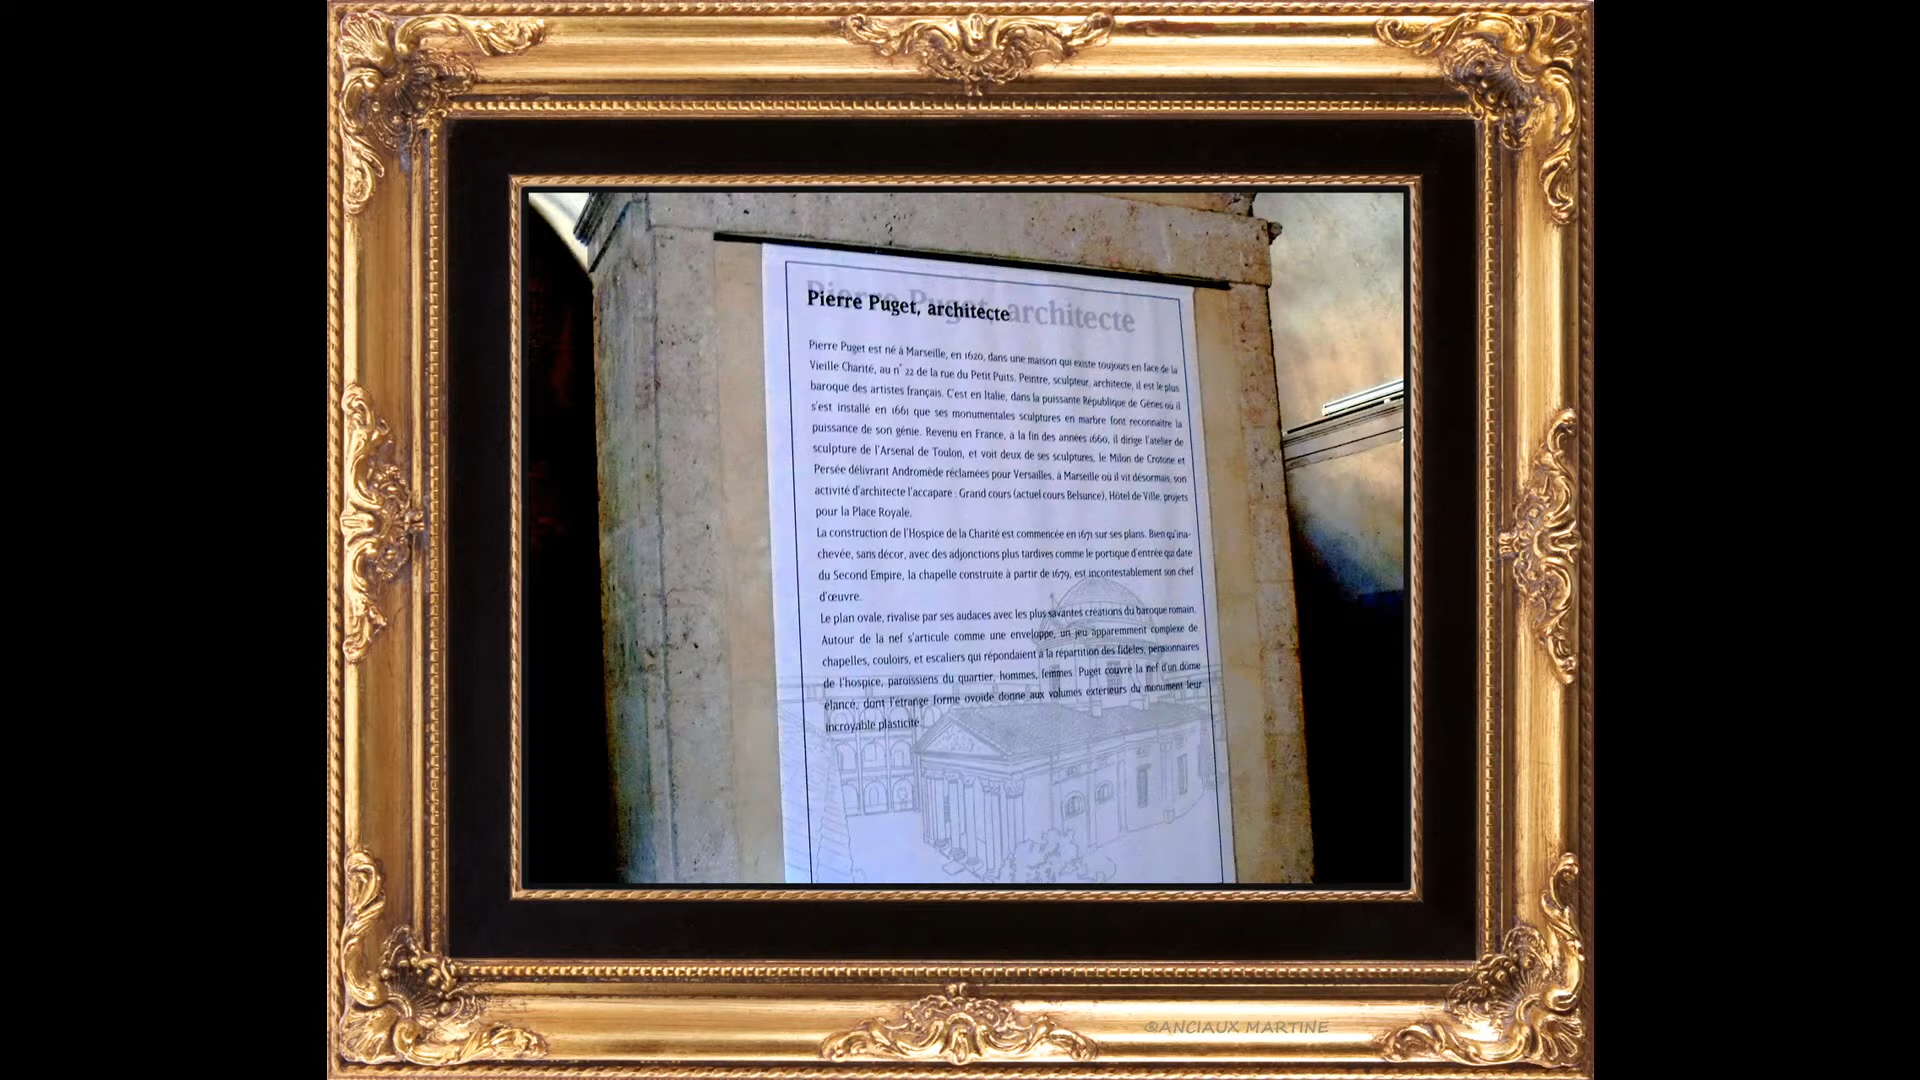 Pierre Puget, architecte
Pierre Puget, architecte
Pierre Puget est né à Marseille, en 1620, dans une maison qui existe toujours en face de la
Vieille Charité, au n° 22 de la rue du Petit Puits. Peintre, sculpteur, architecte, il est le plus
baroque des artistes français. C'est en Italie, dans la puissante République de Gênes où il
s'est installé en 1661 que ses monumentales sculptures en marbre font reconnaître la
puissance de son génie. Revenu en France, à la fin des années 1660, il dirige l'atelier de
sculpture de l'Arsenal de Toulon, et voit deux de ses sculptures, le Milon de Crotone et
Persée délivrant Andromède réclamées pour Versailles, à Marseille où il vit désormais, son
activité d'architecte l'accapare : Grand cours (actuel cours Belsunce), Hôtel de Ville, projets
pour la Place Royale.
La construction de l'Hospice de la Charité est commencée en 1671 sur ses plans. Bien qu'ina-
chevée, sans décor, avec des adjonctions plus tardives comme le portique d'entrée qui date
du Second Empire, la chapelle construite à partir de 1679, est incontestablement son chef
d'œuvre.
Le plan ovale, rivalise par ses audaces avec les plus savantes créations du baroque romain.
Autour de la nef s'articule comme une enveloppe, un jeu apparemment complexe de
chapelles, couloirs, et escaliers qui répondaient à la répartition des fidèles, pensionnaires
de l'hospice, paroissiens du quartier, hommes, femmes. Puget couvre la nef d'un dôme
élancé, dont l'étrange forme ovoïde donne aux volumes extérieurs du monument leur
incroyable plasticité.
©ANCIAUX MARTINE